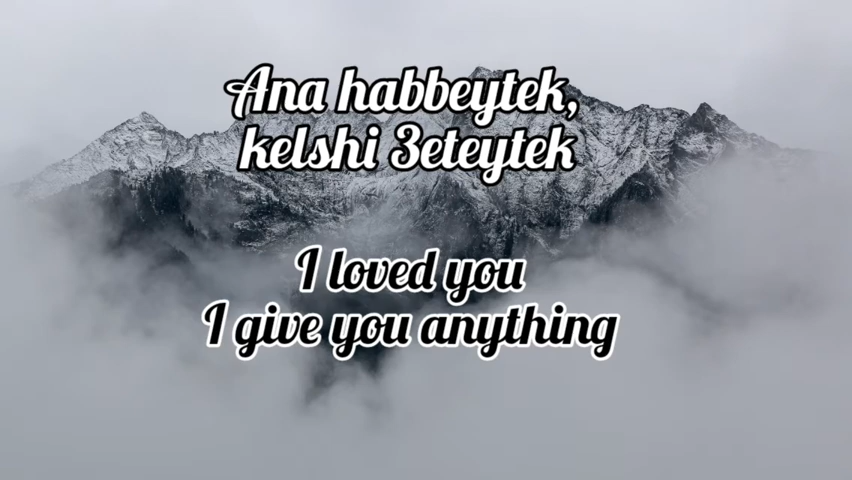 Ana habbeytek,
kelshi 3eteytek
I loved you
I give you anything